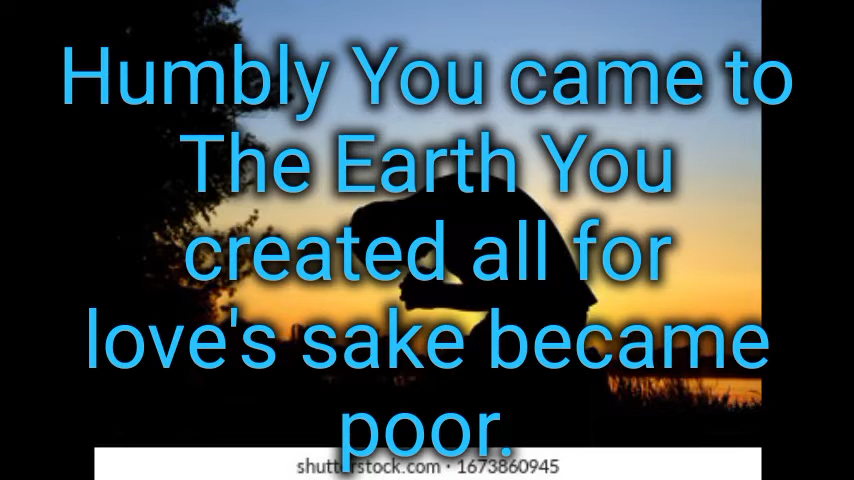 Humbly You came to
The Earth You
created all for
love's sake became
poor.
shutterstock.com · 1673860945